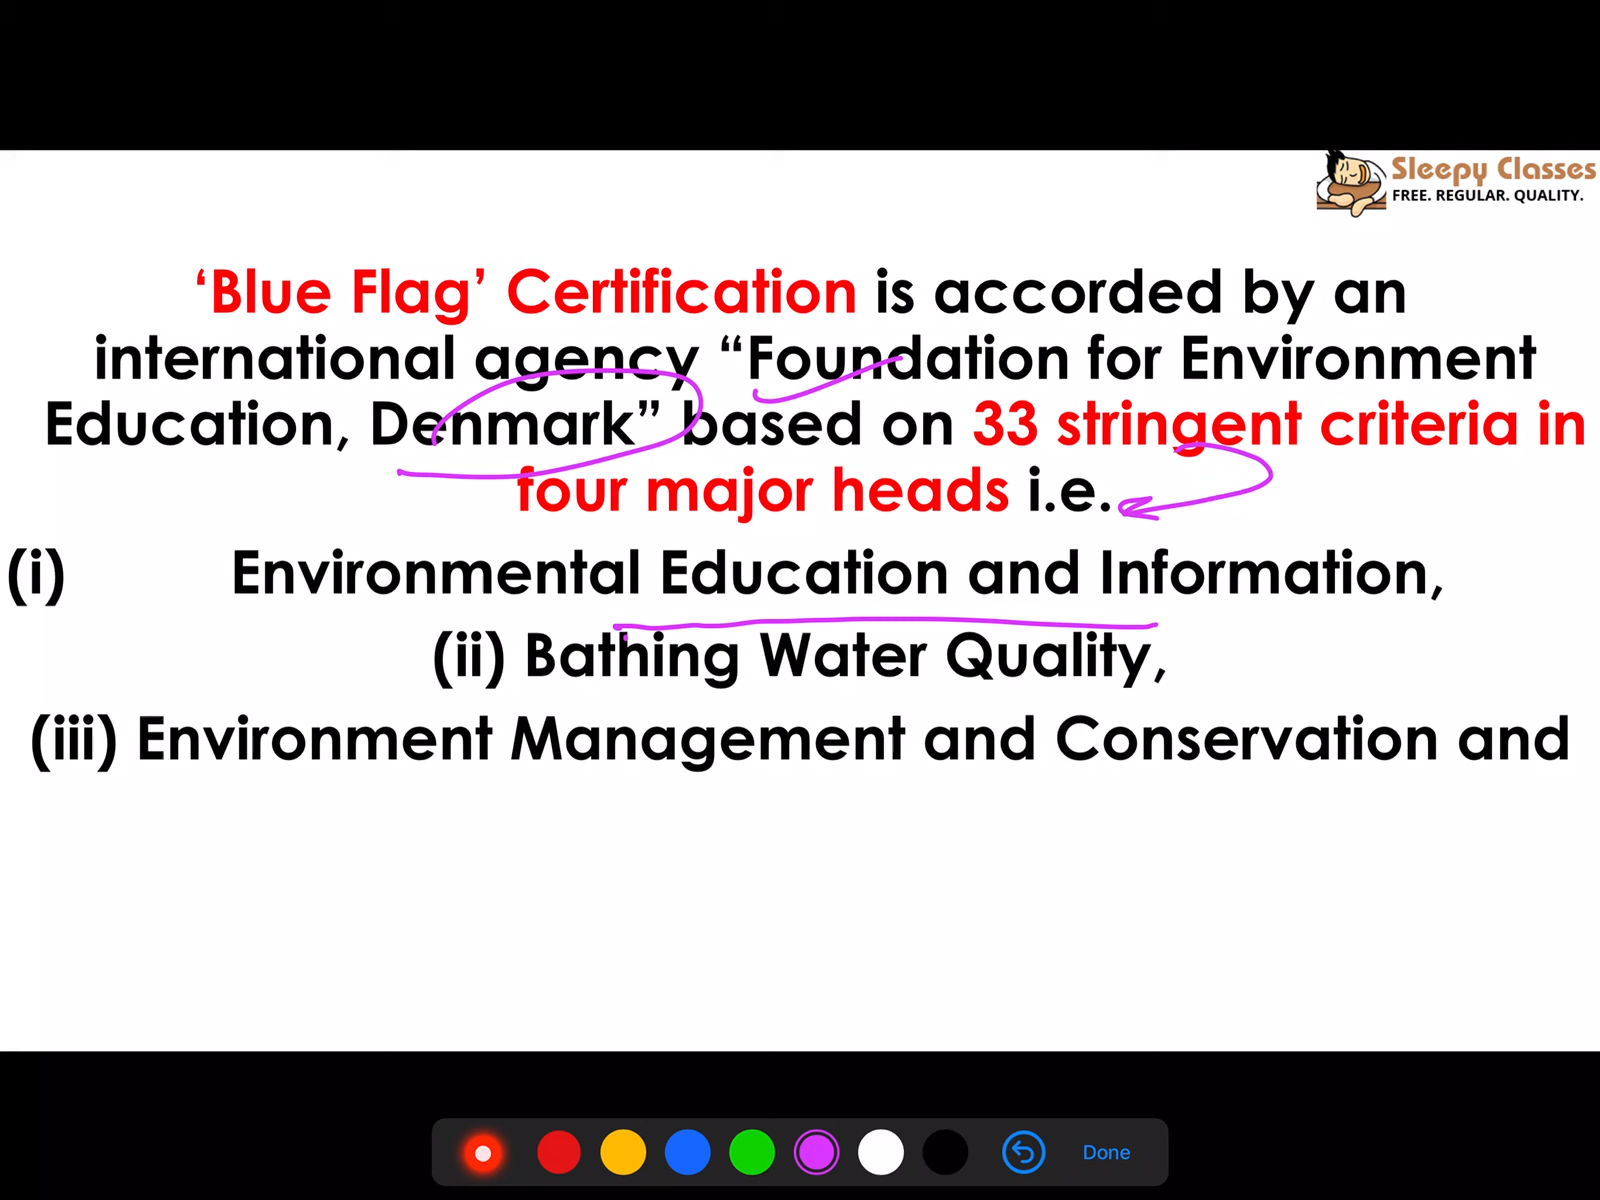 Sleepy Classes
FREE. REGULAR. QUALITY.
‘Blue Flag’ Certification is accorded by an
international agency “Foundation for Environment
Education, Denmark” based on 33 stringent criteria in
four major heads i.e.
(i) Environmental Education and Information,
(ii) Bathing Water Quality,
(iii) Environment Management and Conservation and
Done